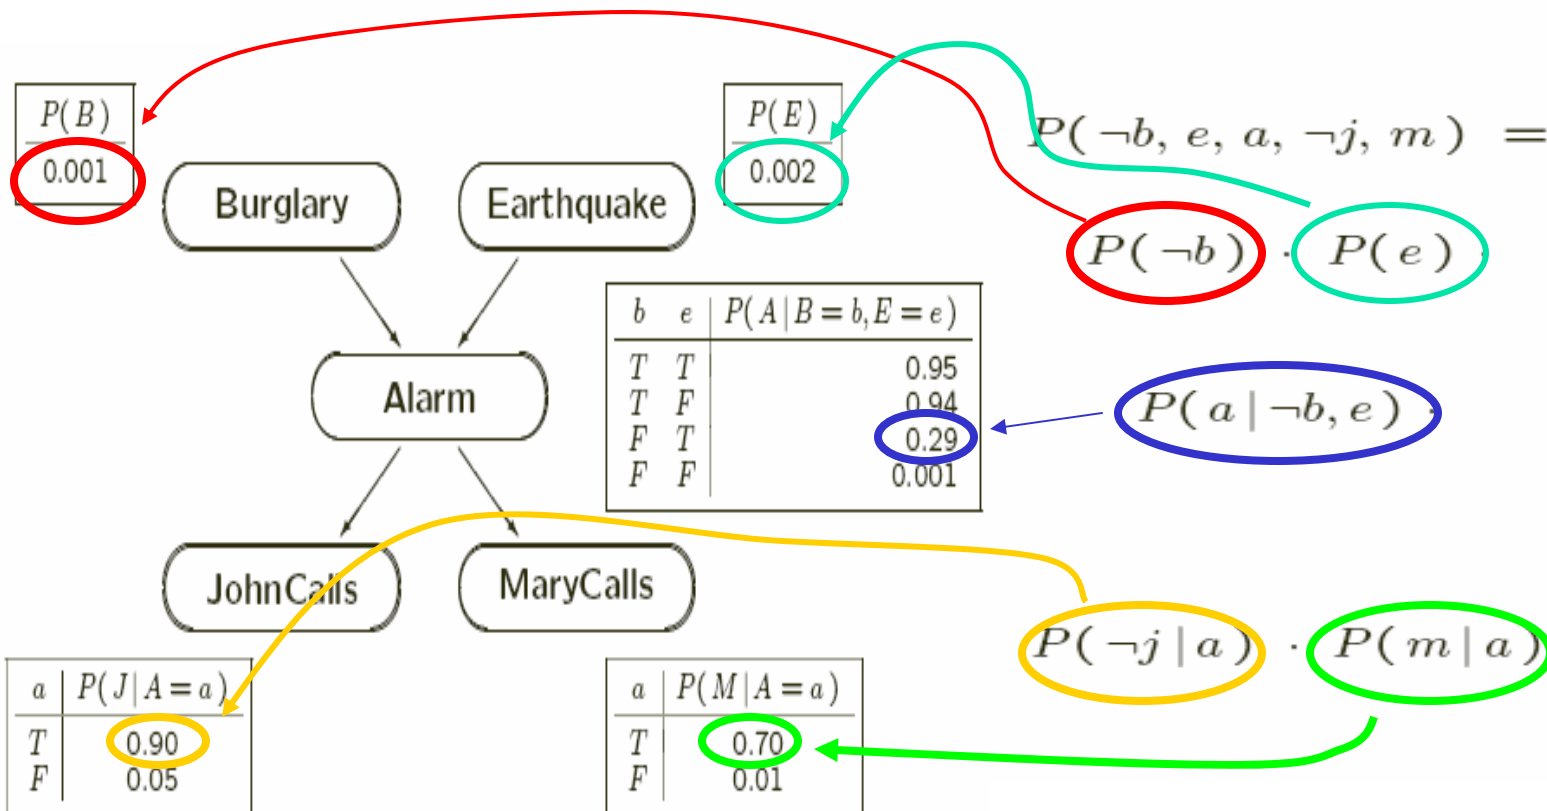 P(B)
0.001
P(E)
0.002
P(¬b, e, a, ¬j, m) =
Burglary
Earthquake
P(¬b) · P(e) ·
b e P(A|B = b, E = e)
T T 0.95
T F 0.94
F T 0.29
F F 0.001
Alarm
P(a|¬b, e) ·
JohnCalls
MaryCalls
P(¬j|a) · P(m|a)
a P(J|A = a)
T 0.90
F 0.05
a P(M|A = a)
T 0.70
F 0.01